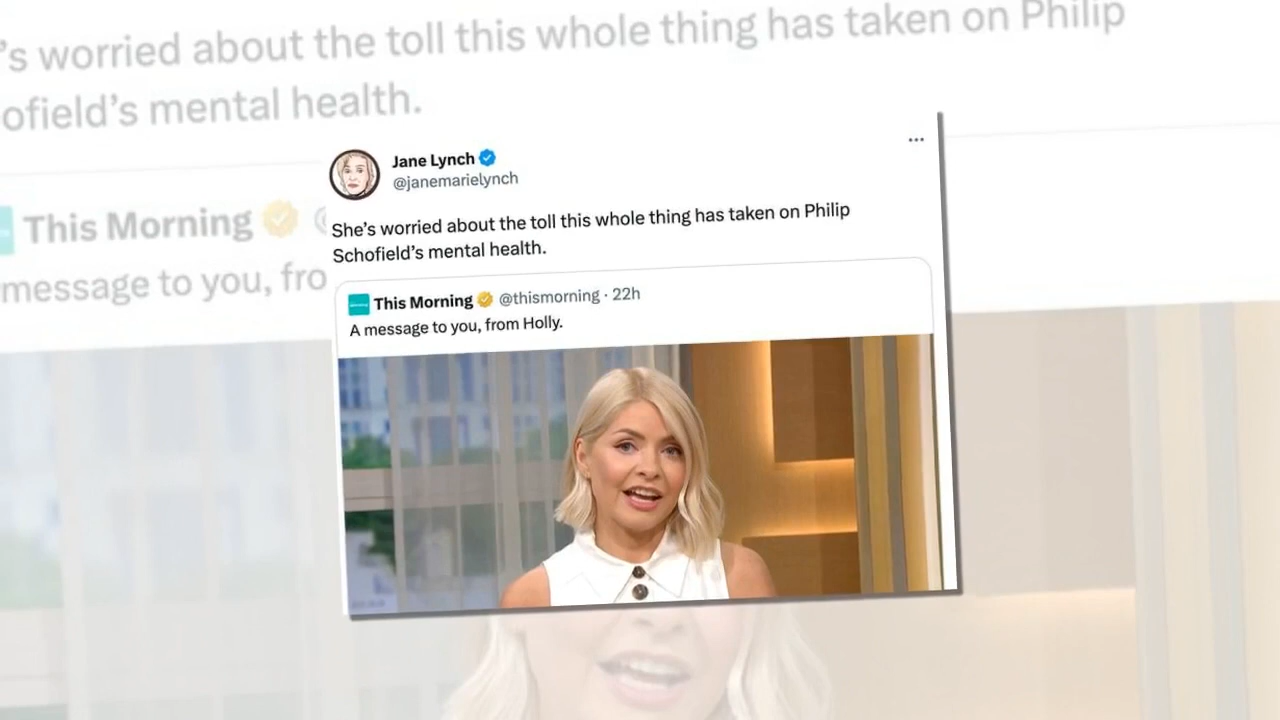 's worried about the toll this whole thing has taken on Philip
ofield's mental health.
This Morning
message to you, fro
Jane Lynch
@janemarielynch
She's worried about the toll this whole thing has taken on Philip
Schofield's mental health.
This Morning @thismorning · 22h
A message to you, from Holly.